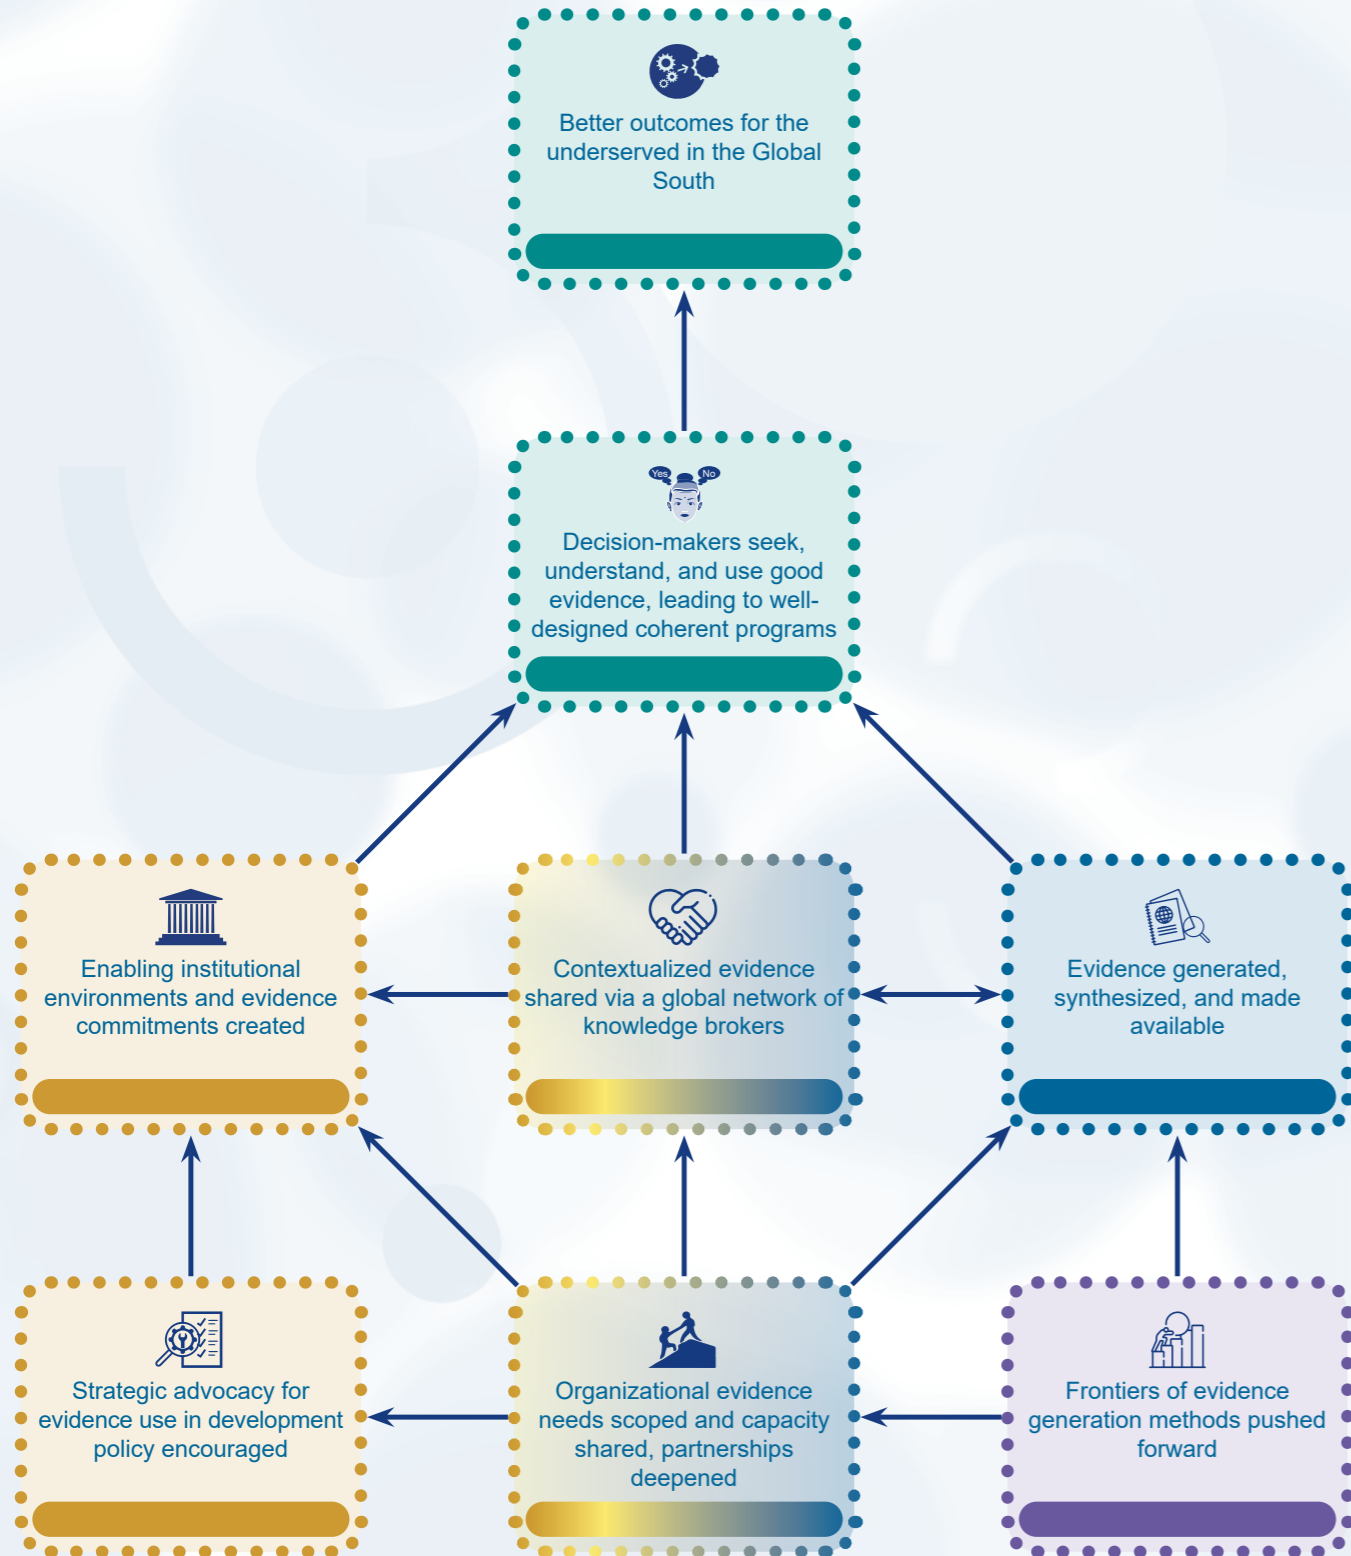 Better outcomes for the
underserved in the Global
South
Yes
No
Decision-makers seek,
understand, and use good
evidence, leading to well-
designed coherent programs
Enabling institutional
environments and evidence
commitments created
Contextualized evidence
shared via a global network of
knowledge brokers
Evidence generated,
synthesized, and made
available
Strategic advocacy for
evidence use in development
policy encouraged
Organizational evidence
needs scoped and capacity
shared, partnerships
deepened
Frontiers of evidence
generation methods pushed
forward